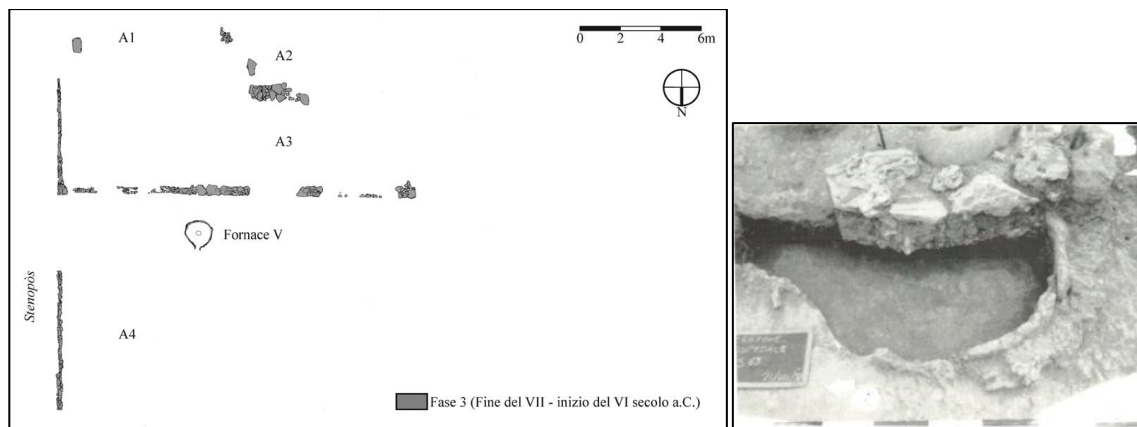 A1
A2
0 2 4 6m
N
A3
Fornace V
Stenopòs
A4
Fase 3 (Fine del VII - inizio del VI secolo a.C.)